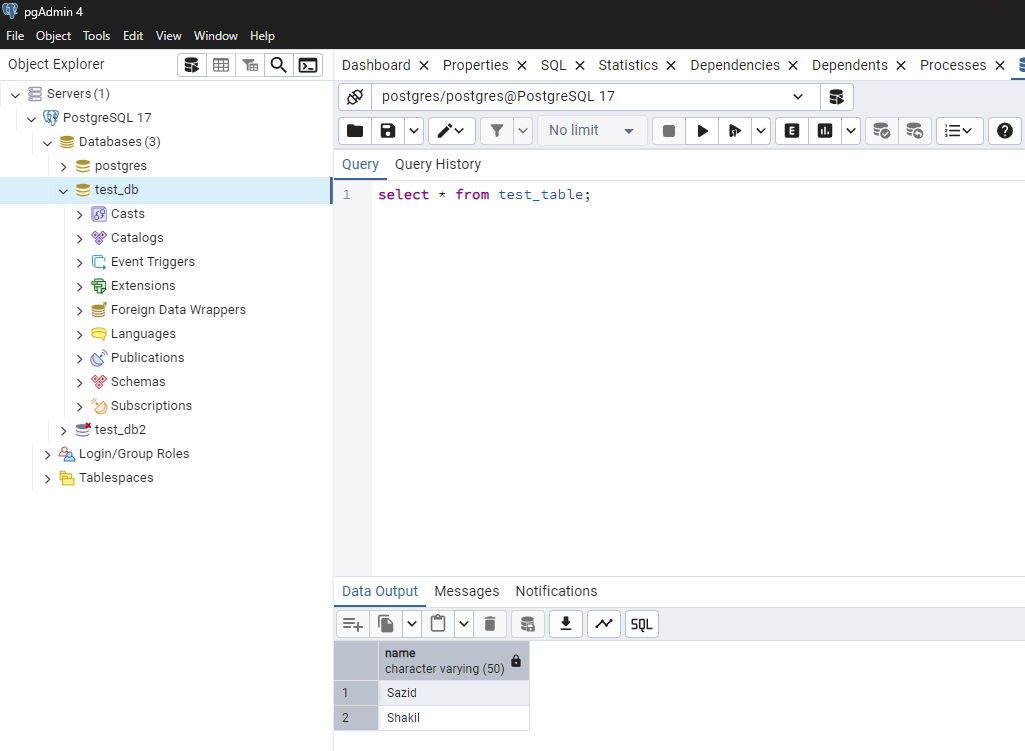 pgAdmin 4
File Object Tools Edit View Window Help
Object Explorer
Servers (1)
PostgreSQL 17
Databases (3)
postgres
test_db
Casts
Catalogs
Event Triggers
Extensions
Foreign Data Wrappers
Languages
Publications
Schemas
Subscriptions
test_db2
Login/Group Roles
Tablespaces
Dashboard Properties SQL Statistics Dependencies Dependents Processes
postgres/postgres@PostgreSQL 17
No limit E
Query Query History
1 select * from test_table;
Data Output Messages Notifications
SQL
name
character varying (50)
1 Sazid
2 Shakil